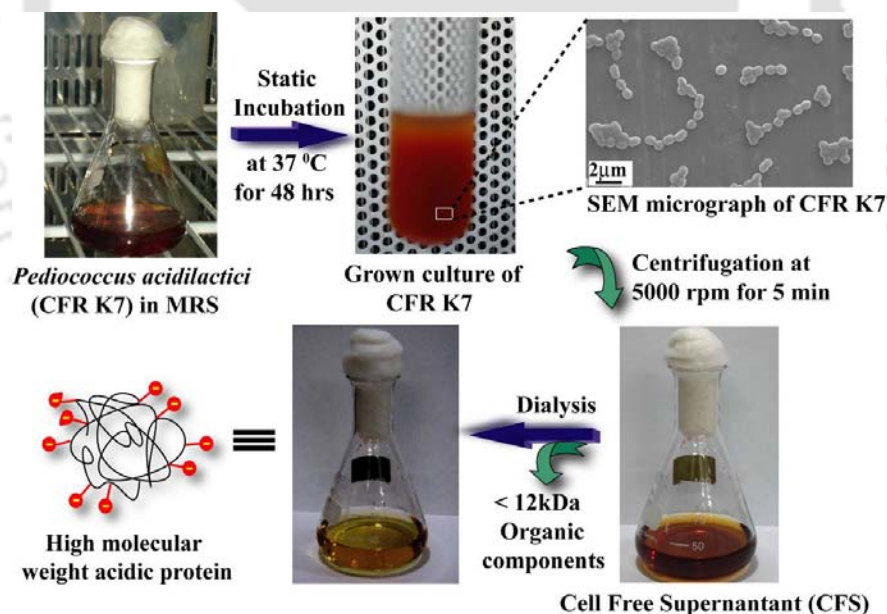 Static
Incubation
at 37 ⁰C
for 48 hrs
2μm
SEM micrograph of CFR K7
Pediococcus acidilactici
(CFR K7) in MRS
Grown culture of
CFR K7
Centrifugation at
5000 rpm for 5 min
Dialysis
< 12kDa
Organic
components
50
High molecular
weight acidic protein
Cell Free Supernantant (CFS)